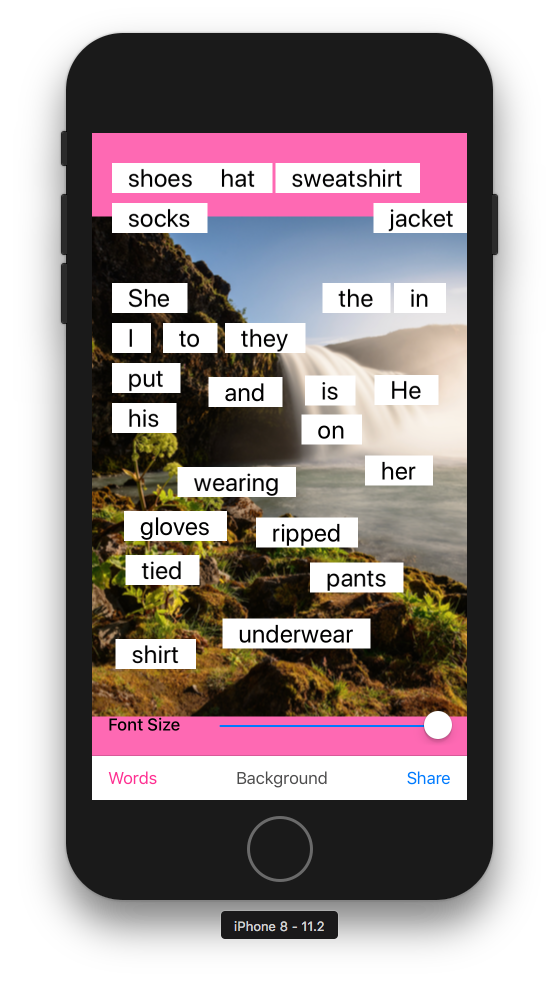 shoes hat sweatshirt
socks jacket
She the in
I to they
put and is He
his on
her
wearing
gloves ripped
tied pants
underwear
shirt
Font Size
Words Background Share
iPhone 8 - 11.2